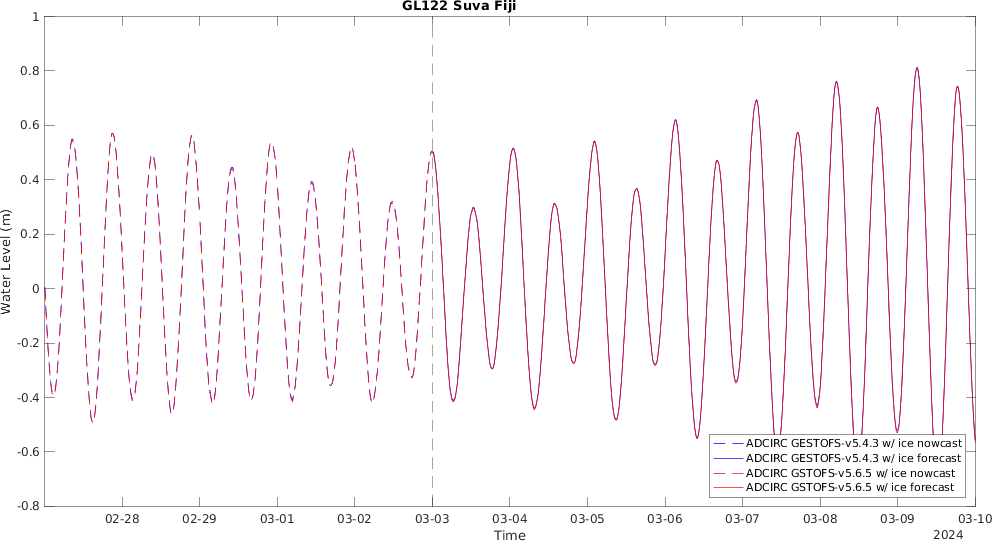 GL122 Suva Fiji
Water Level (m)
1
0.8
0.6
0.4
0.2
0
-0.2
-0.4
-0.6
-0.8
ADCIRC GESTOFS-v5.4.3 w/ ice nowcast
ADCIRC GESTOFS-v5.4.3 w/ ice forecast
ADCIRC GSTOFS-v5.6.5 w/ ice nowcast
ADCIRC GSTOFS-v5.6.5 w/ ice forecast
02-28 02-29 03-01 03-02 03-03 03-04 03-05 03-06 03-07 03-08 03-09 03-10
Time
2024